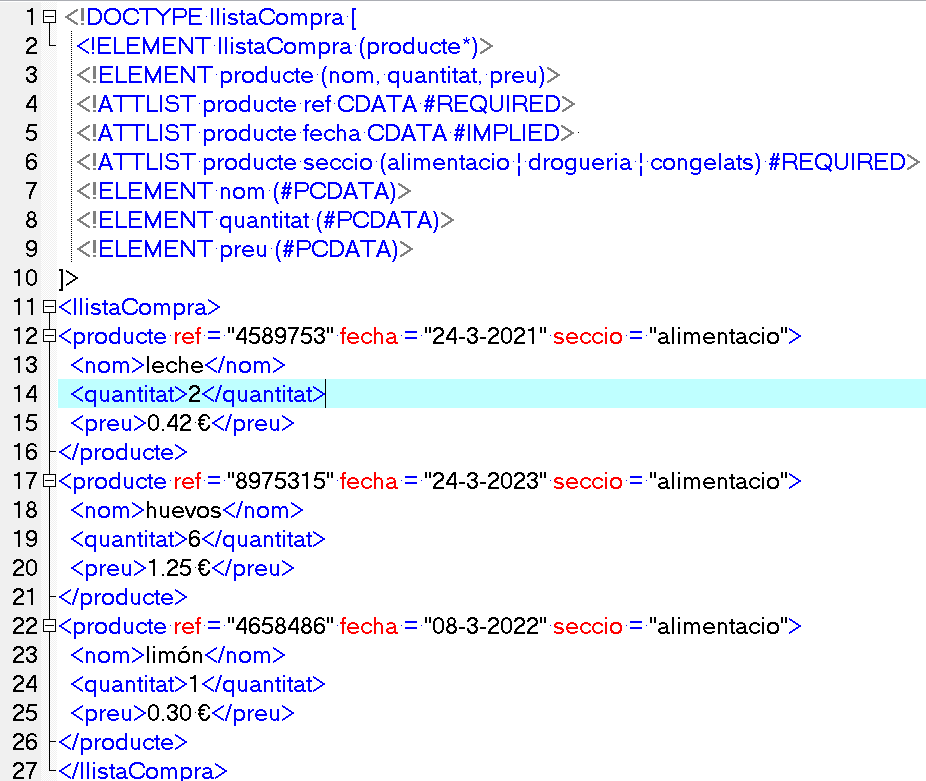 1 <!DOCTYPE llistaCompra [
2 <!ELEMENT llistaCompra (producte*)>
3 <!ELEMENT producte (nom, quantitat, preu)>
4 <!ATTLIST producte ref CDATA #REQUIRED>
5 <!ATTLIST producte fecha CDATA #IMPLIED>
6 <!ATTLIST producte seccio (alimentacio ¦ drogueria ¦ congelats) #REQUIRED>
7 <!ELEMENT nom (#PCDATA)>
8 <!ELEMENT quantitat (#PCDATA)>
9 <!ELEMENT preu (#PCDATA)>
10 ]>
11 <llistaCompra>
12 <producte ref = "4589753" fecha = "24-3-2021" seccio = "alimentacio">
13 <nom>leche</nom>
14 <quantitat>2</quantitat>
15 <preu>0.42 €</preu>
16 </producte>
17 <producte ref = "8975315" fecha = "24-3-2023" seccio = "alimentacio">
18 <nom>huevos</nom>
19 <quantitat>6</quantitat>
20 <preu>1.25 €</preu>
21 </producte>
22 <producte ref = "4658486" fecha = "08-3-2022" seccio = "alimentacio">
23 <nom>limón</nom>
24 <quantitat>1</quantitat>
25 <preu>0.30 €</preu>
26 </producte>
27 </llistaCompra>